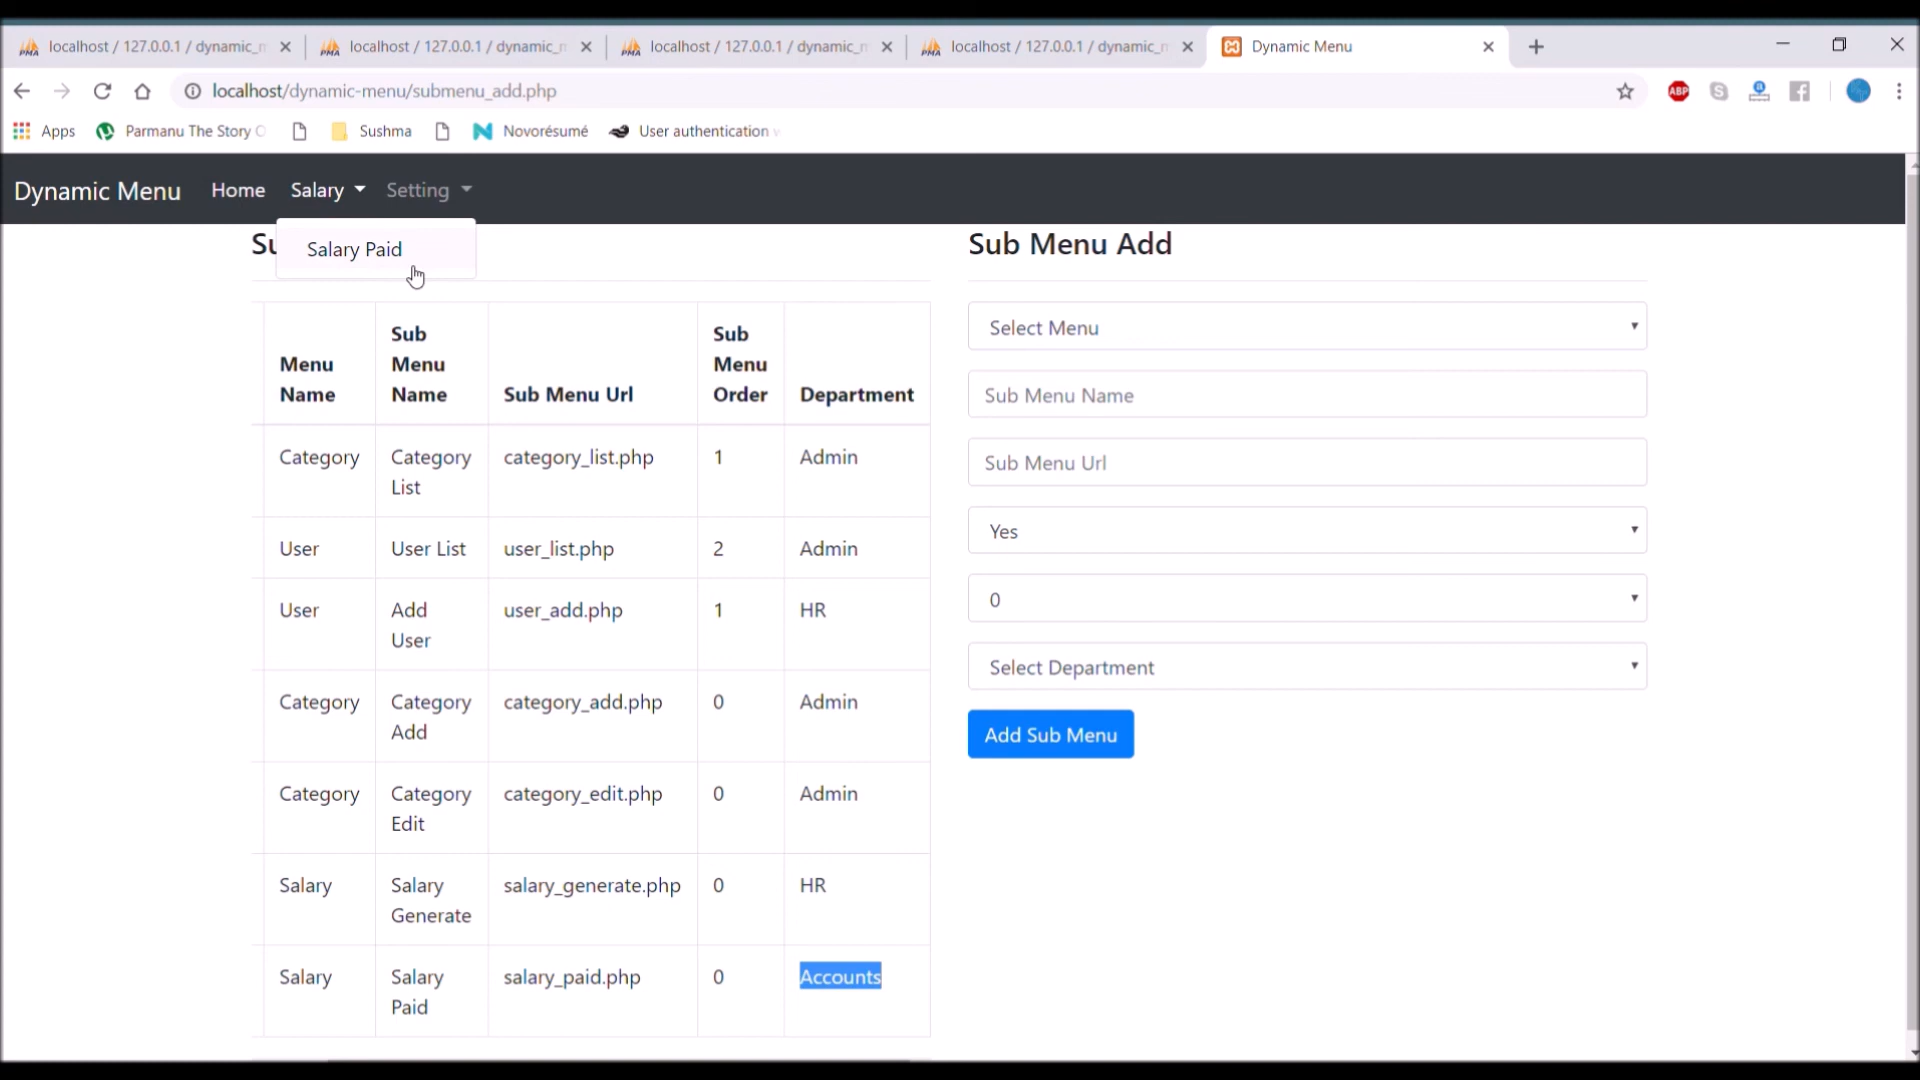 localhost / 127.0.0.1 / dynamic_m
localhost / 127.0.0.1 / dynamic_m
localhost / 127.0.0.1 / dynamic_m
localhost / 127.0.0.1 / dynamic_m
Dynamic Menu
localhost/dynamic-menu/submenu_add.php
ABP
Apps
Parmanu The Story O
Sushma
Novorésumé
User authentication
Dynamic Menu
Home
Salary
Setting
Salary Paid
Su
Sub Menu Add
Menu
Name
Sub
Menu
Name
Sub Menu Url
Sub
Menu
Order
Department
Category
Category
List
category_list.php
1
Admin
User
User List
user_list.php
2
Admin
User
Add
User
user_add.php
1
HR
Category
Category
Add
category_add.php
0
Admin
Category
Category
Edit
category_edit.php
0
Admin
Salary
Salary
Generate
salary_generate.php
0
HR
Salary
Salary
Paid
salary_paid.php
0
Accounts
Select Menu
Sub Menu Name
Sub Menu Url
Yes
0
Select Department
Add Sub Menu